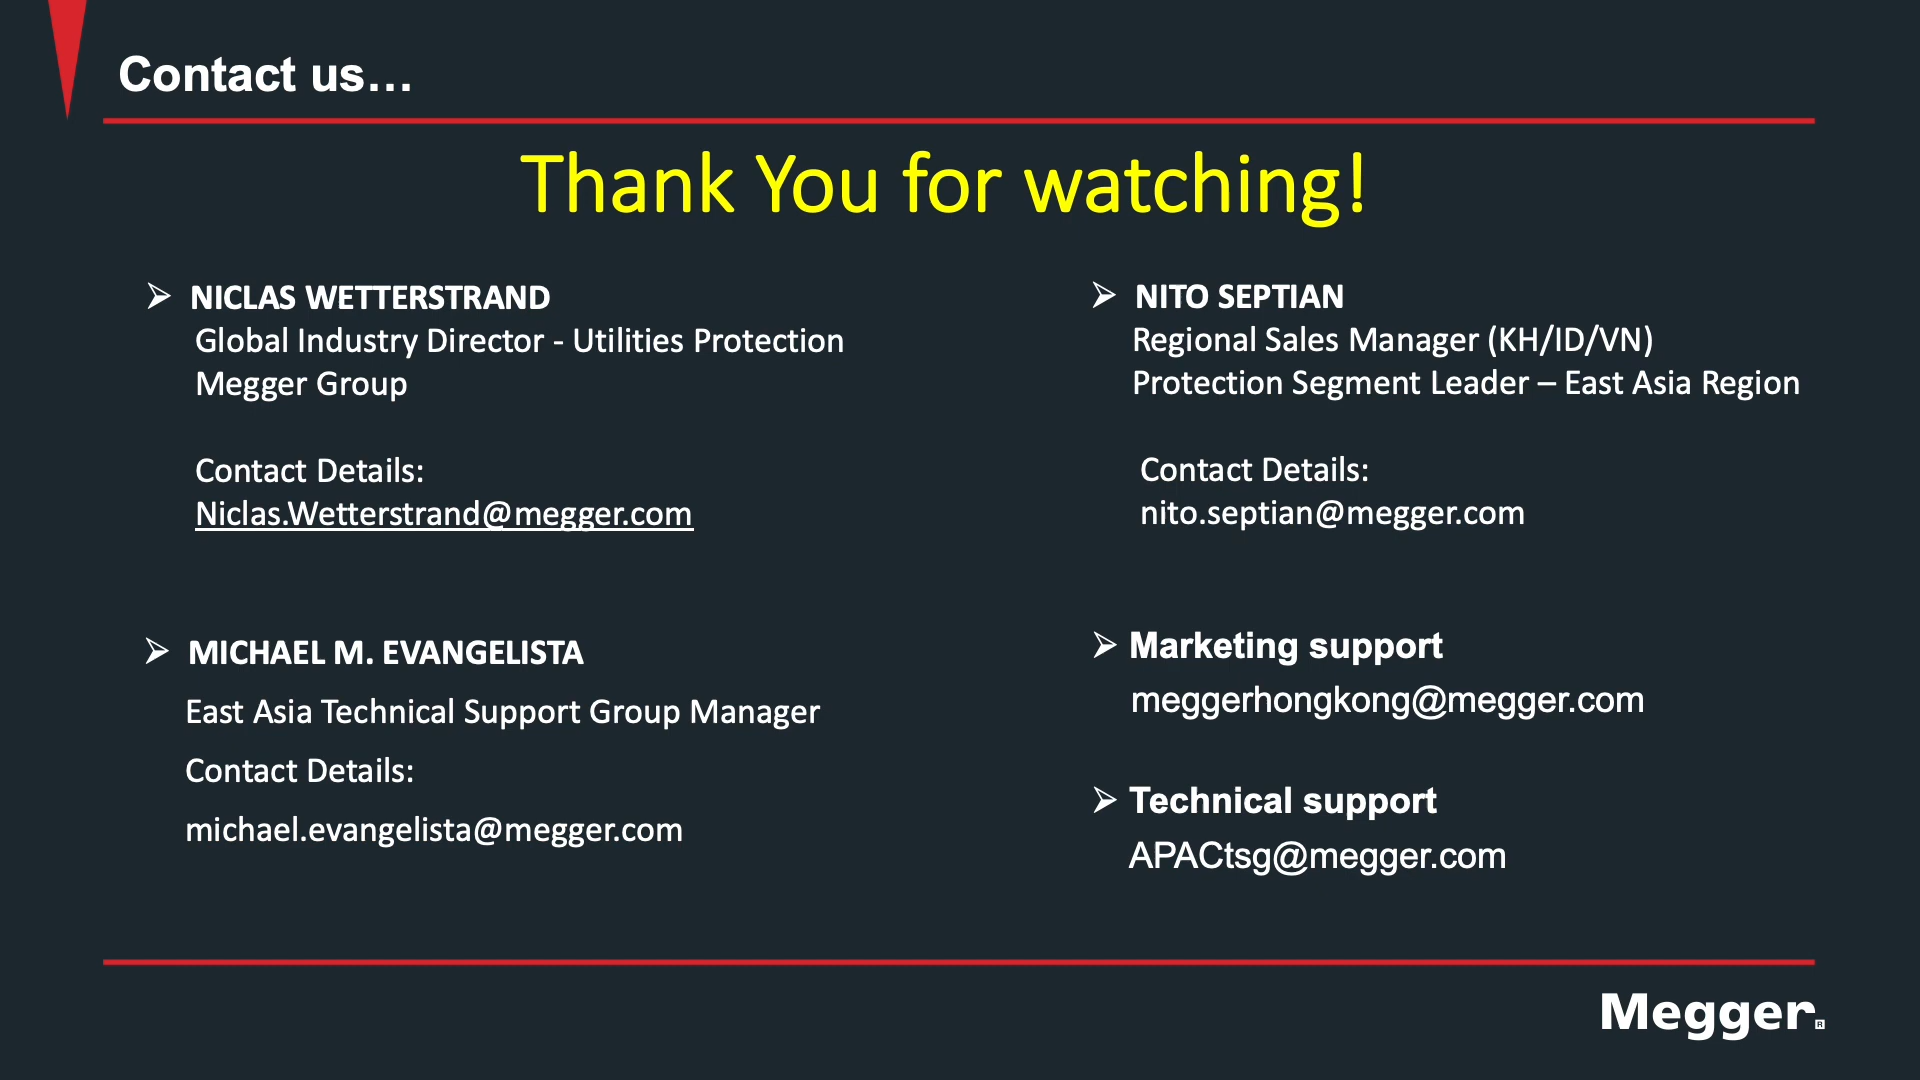 Contact us…
Thank You for watching!
➢ NICLAS WETTERSTRAND
Global Industry Director - Utilities Protection
Megger Group
Contact Details:
Niclas.Wetterstrand@megger.com
➢ NITO SEPTIAN
Regional Sales Manager (KH/ID/VN)
Protection Segment Leader – East Asia Region
Contact Details:
nito.septian@megger.com
➢ MICHAEL M. EVANGELISTA
East Asia Technical Support Group Manager
Contact Details:
michael.evangelista@megger.com
➢ Marketing support
meggerhongkong@megger.com
➢ Technical support
APACtsg@megger.com
Megger®